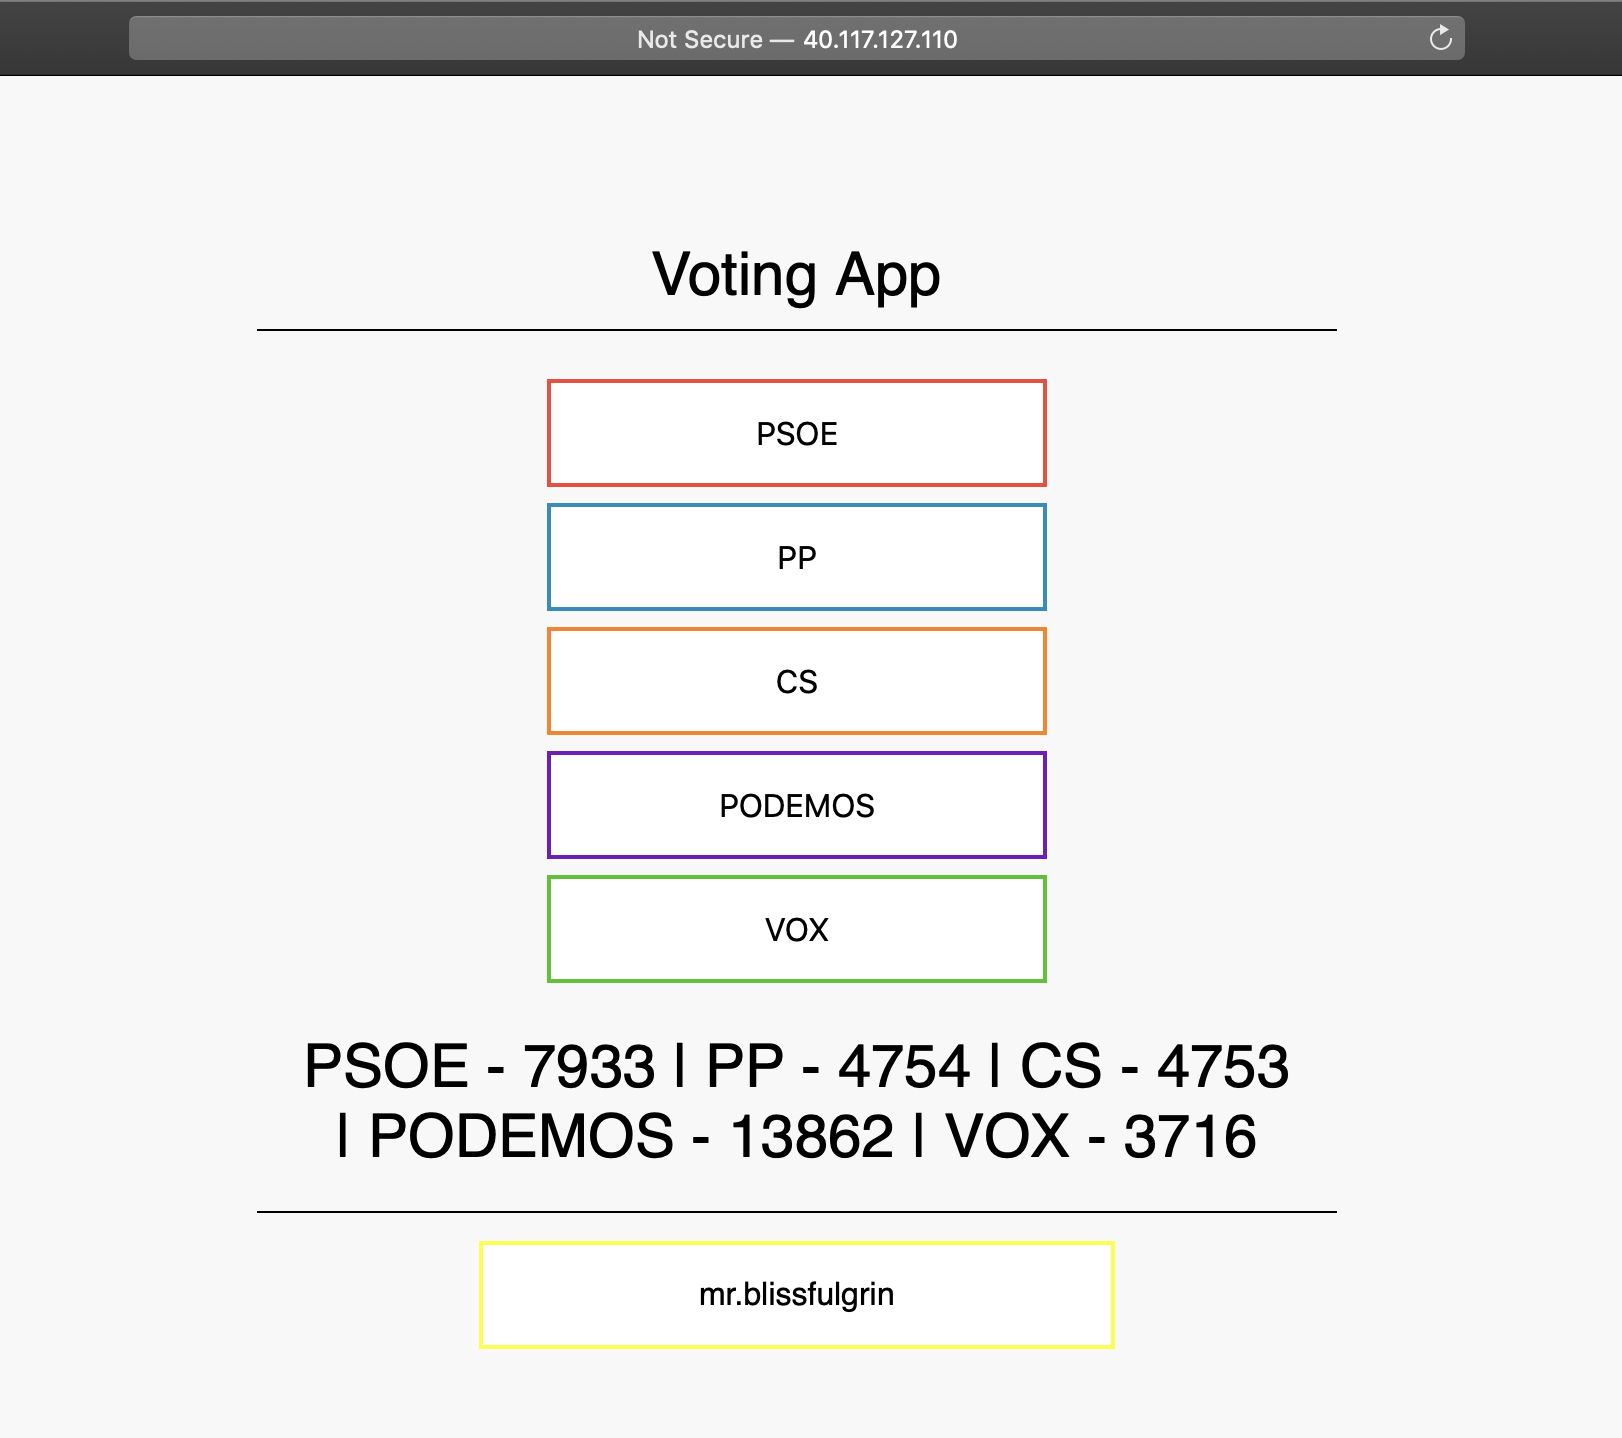 Not Secure — 40.117.127.110
Voting App
PSOE
PP
CS
PODEMOS
VOX
PSOE - 7933 | PP - 4754 | CS - 4753
| PODEMOS - 13862 | VOX - 3716
mr.blissfulgrin